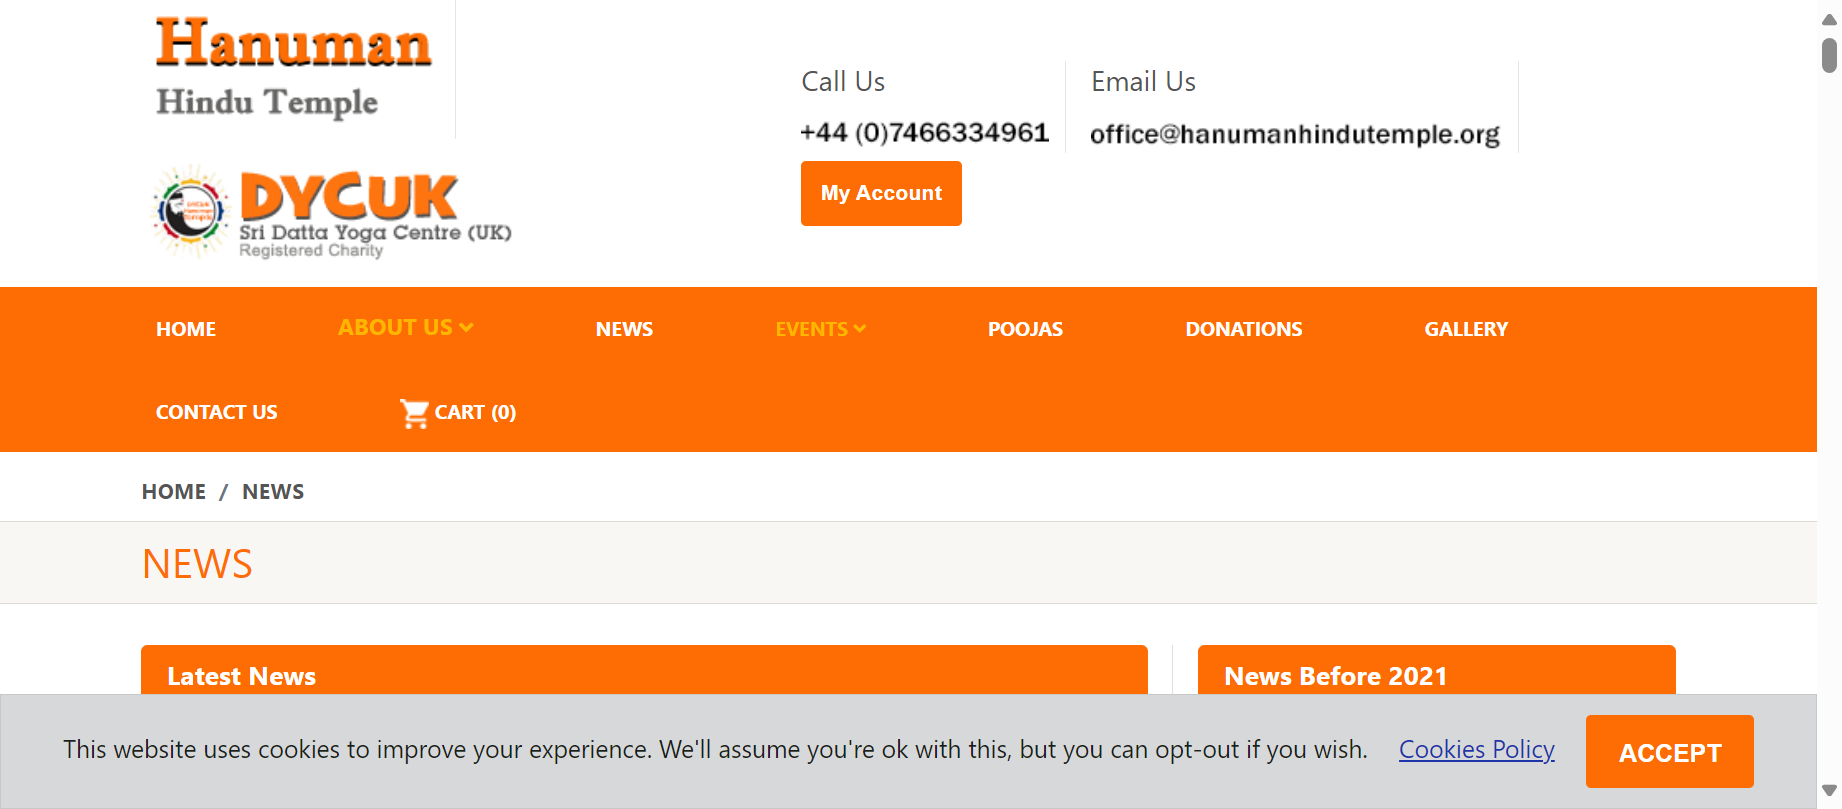 Hanuman
Hindu Temple
DYCUK
Sri Datta Yoga Centre (UK)
Registered Charity
Call Us
+44 (0)7466334961
Email Us
office@hanumanhindutemple.org
My Account
HOME
ABOUT US
NEWS
EVENTS
POOJAS
DONATIONS
GALLERY
CONTACT US
CART (0)
HOME / NEWS
NEWS
Latest News
News Before 2021
This website uses cookies to improve your experience. We'll assume you're ok with this, but you can opt-out if you wish. Cookies Policy
ACCEPT